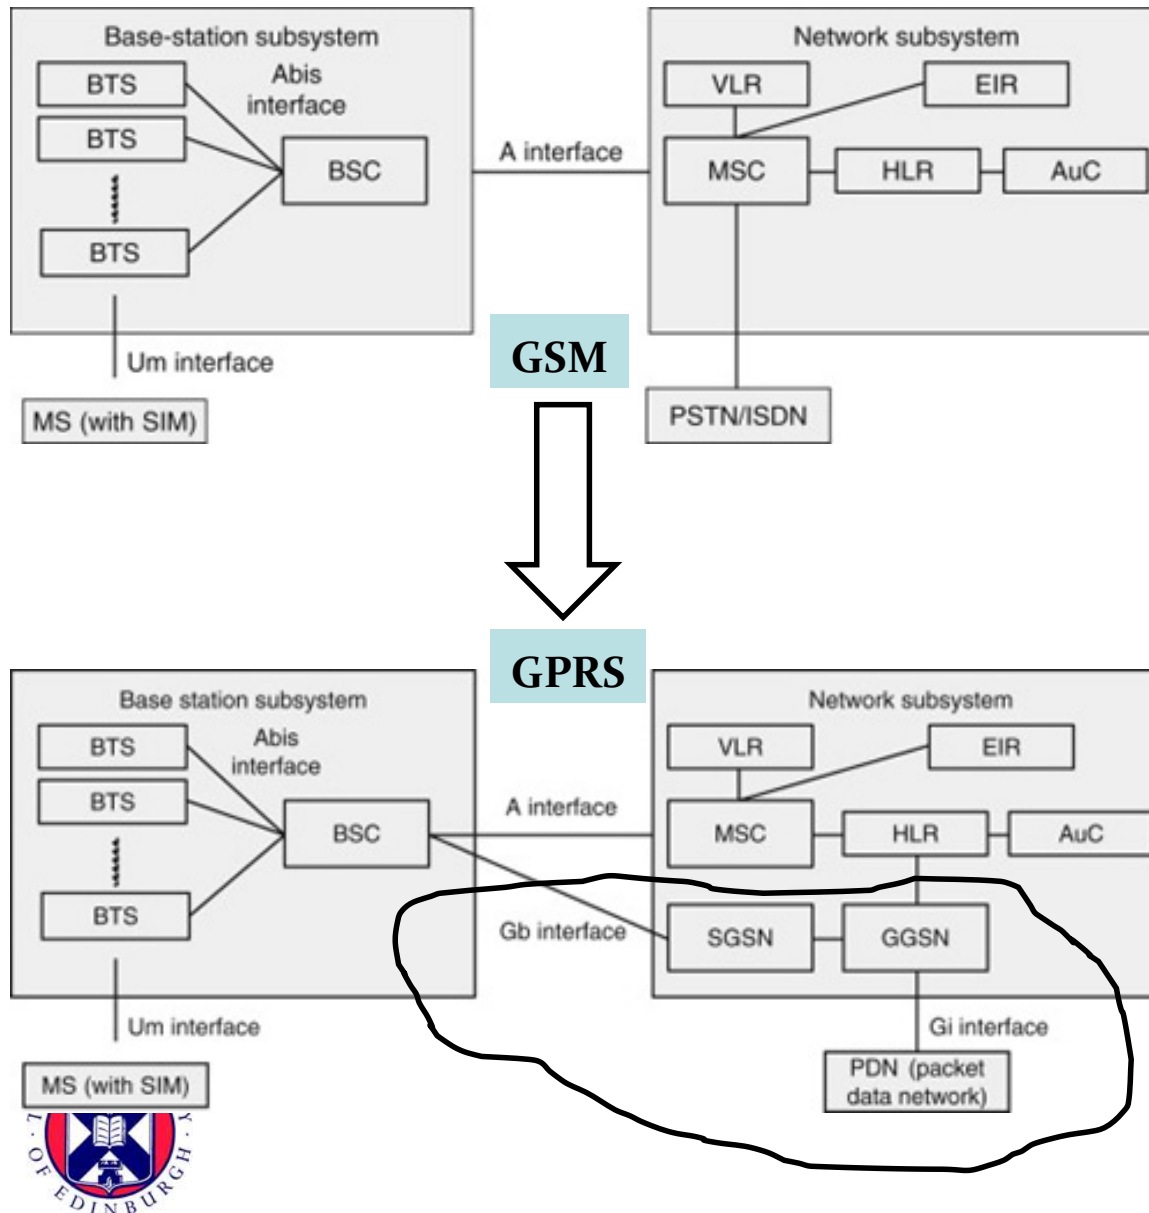 Base-station subsystem
BTS
Abis
interface
BTS
BSC
BTS
Um interface
MS (with SIM)
A interface
Network subsystem
VLR
EIR
MSC
HLR
AuC
PSTN/ISDN
GSM
GPRS
Base station subsystem
BTS
Abis
interface
BTS
BSC
BTS
Um interface
MS (with SIM)
A interface
Gb interface
Network subsystem
VLR
EIR
MSC
HLR
AuC
SGSN
GGSN
Gi interface
PDN (packet
data network)
OF EDINBURGH